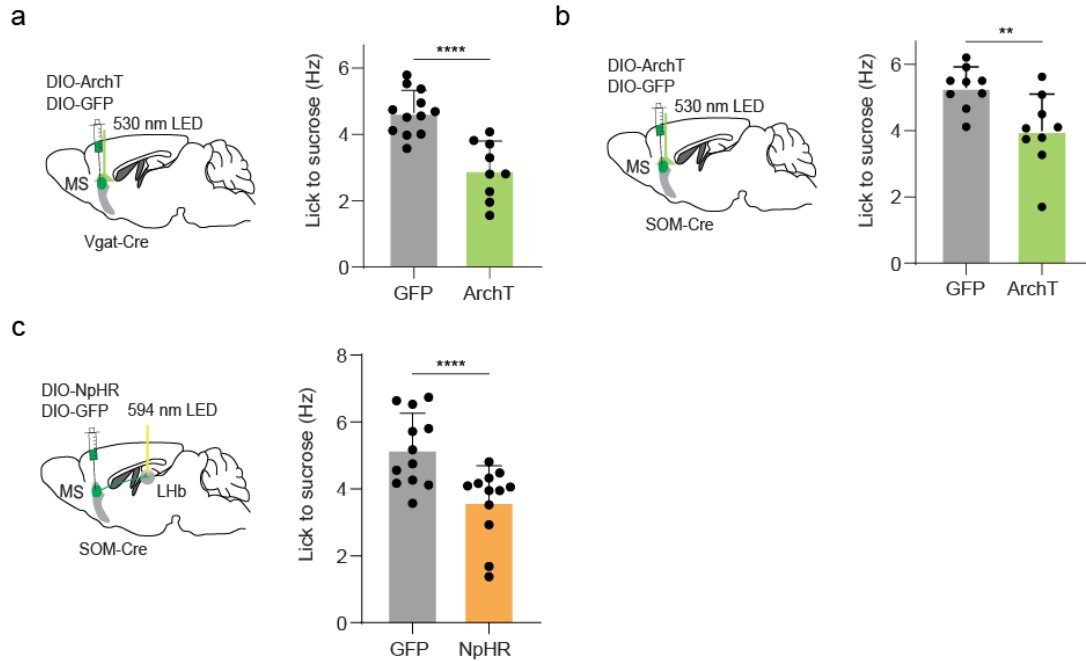 a
DIO-ArchT
DIO-GFP
530 nm LED
MS
Vgat-Cre
Lick to sucrose (Hz)
6
4
2
0
****
GFP
ArchT
b
DIO-ArchT
DIO-GFP
530 nm LED
MS
SOM-Cre
Lick to sucrose (Hz)
6
4
2
0
**
GFP
ArchT
c
DIO-NpHR
DIO-GFP
594 nm LED
MS
LHb
SOM-Cre
Lick to sucrose (Hz)
8
6
4
2
0
****
GFP
NpHR